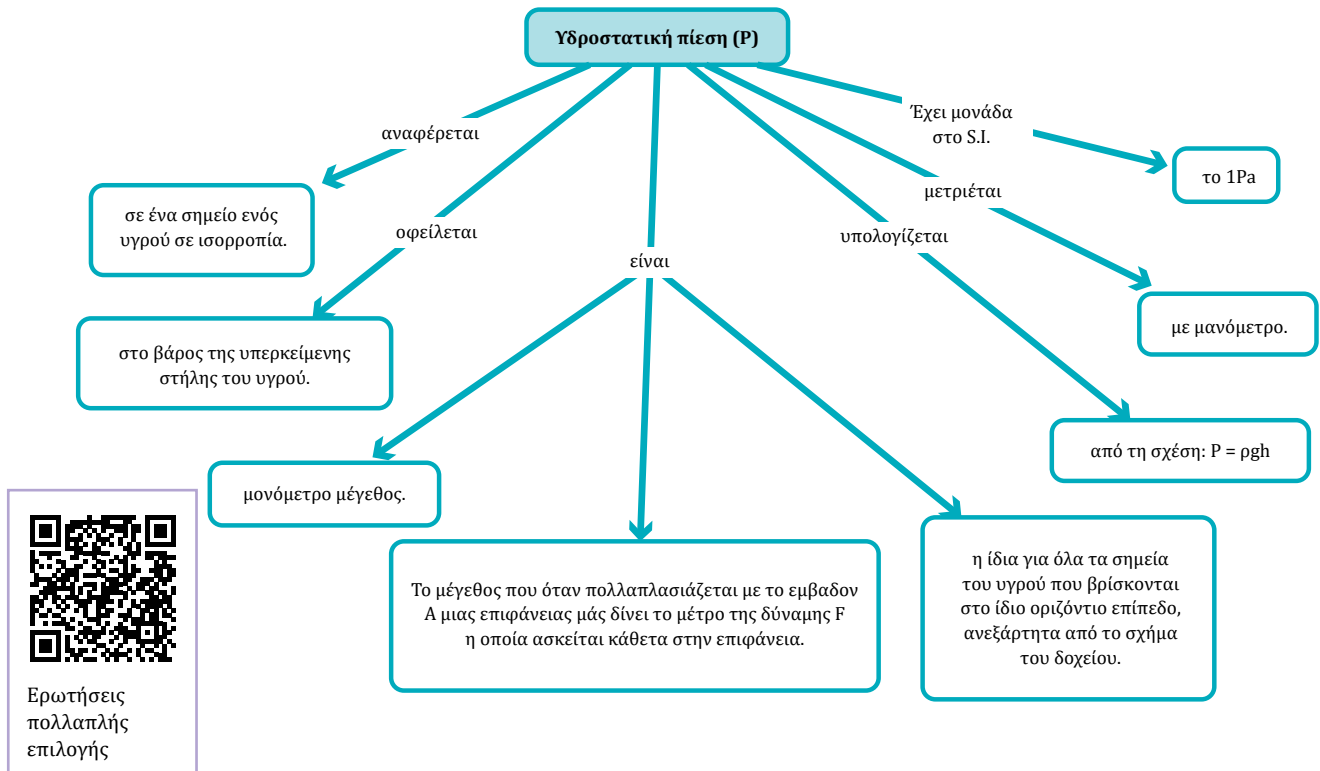 Υδροστατική πίεση (P)
αναφέρεται
Έχει μονάδα
στο S.I.
το 1Pa
σε ένα σημείο ενός
υγρού σε ισορροπία.
οφείλεται
μετριέται
υπολογίζεται
είναι
με μανόμετρο.
στο βάρος της υπερκείμενης
στήλης του υγρού.
από τη σχέση: P = ρgh
μονόμετρο μέγεθος.
Το μέγεθος που όταν πολλαπλασιάζεται με το εμβαδον
Α μιας επιφάνειας μάς δίνει το μέτρο της δύναμης F
η οποία ασκείται κάθετα στην επιφάνεια.
η ίδια για όλα τα σημεία
του υγρού που βρίσκονται
στο ίδιο οριζόντιο επίπεδο,
ανεξάρτητα από το σχήμα
του δοχείου.
Ερωτήσεις
πολλαπλής
επιλογής